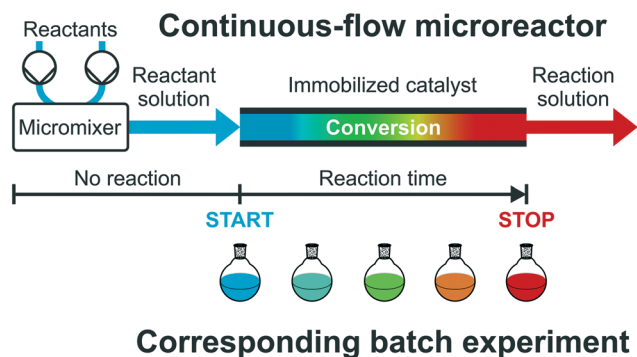 Continuous-flow microreactor
Reactants
Reactant
solution
Immobilized catalyst
Reaction
solution
Micromixer
Conversion
No reaction
Reaction time
START
STOP
Corresponding batch experiment